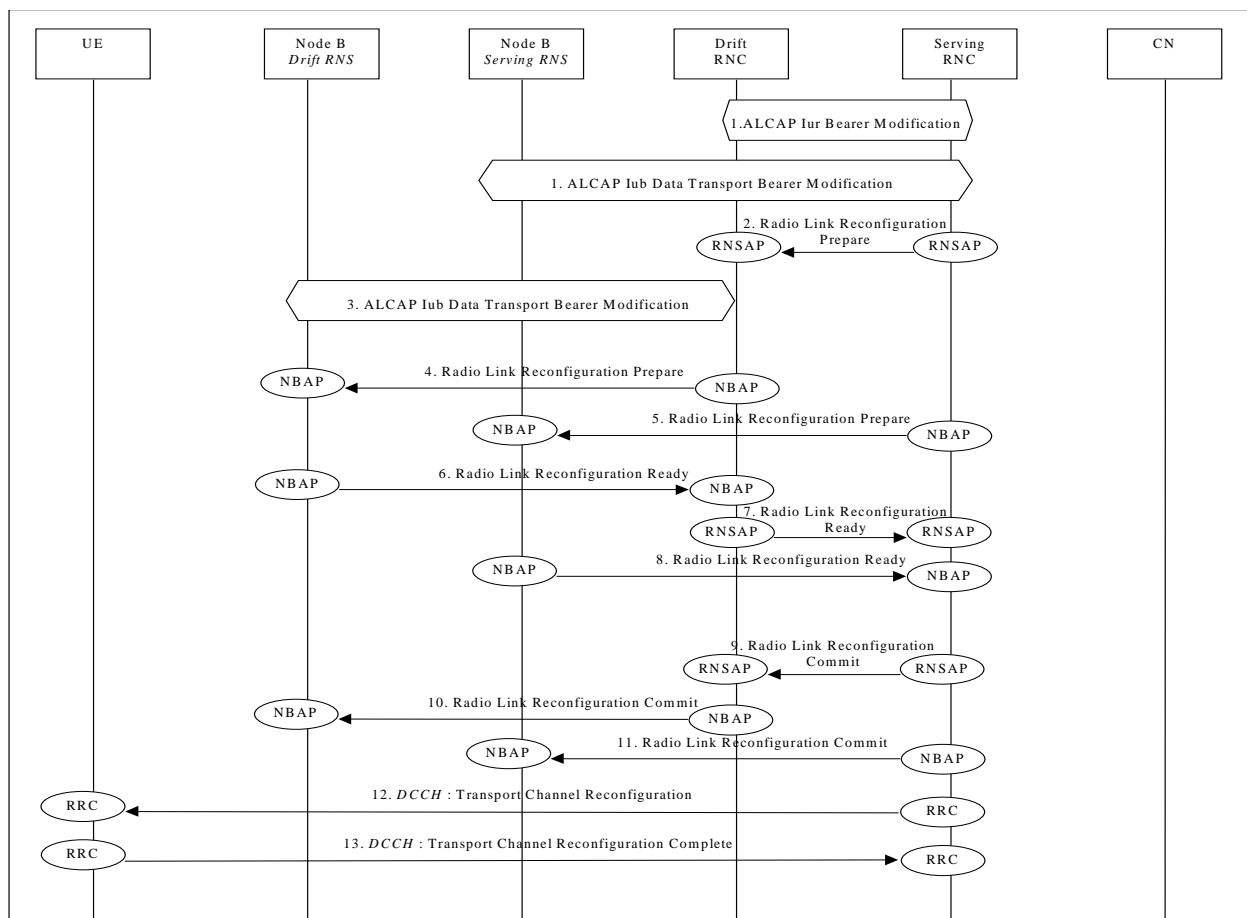 UE
Node B
Drift RNS
Node B
Serving RNS
Drift
RNC
Serving
RNC
CN
1.ALCAP Iur Bearer Modification
1. ALCAP Iub Data Transport Bearer Modification
2. Radio Link Reconfiguration
Prepare
RNSAP
RNSAP
3. ALCAP Iub Data Transport Bearer Modification
4. Radio Link Reconfiguration Prepare
NBAP
NBAP
5. Radio Link Reconfiguration Prepare
NBAP
NBAP
6. Radio Link Reconfiguration Ready
NBAP
NBAP
7. Radio Link Reconfiguration
Ready
RNSAP
RNSAP
8. Radio Link Reconfiguration Ready
NBAP
NBAP
9. Radio Link Reconfiguration
Commit
RNSAP
RNSAP
10. Radio Link Reconfiguration Commit
NBAP
NBAP
11. Radio Link Reconfiguration Commit
NBAP
NBAP
12. DCCH : Transport Channel Reconfiguration
RRC
RRC
13. DCCH : Transport Channel Reconfiguration Complete
RRC
RRC